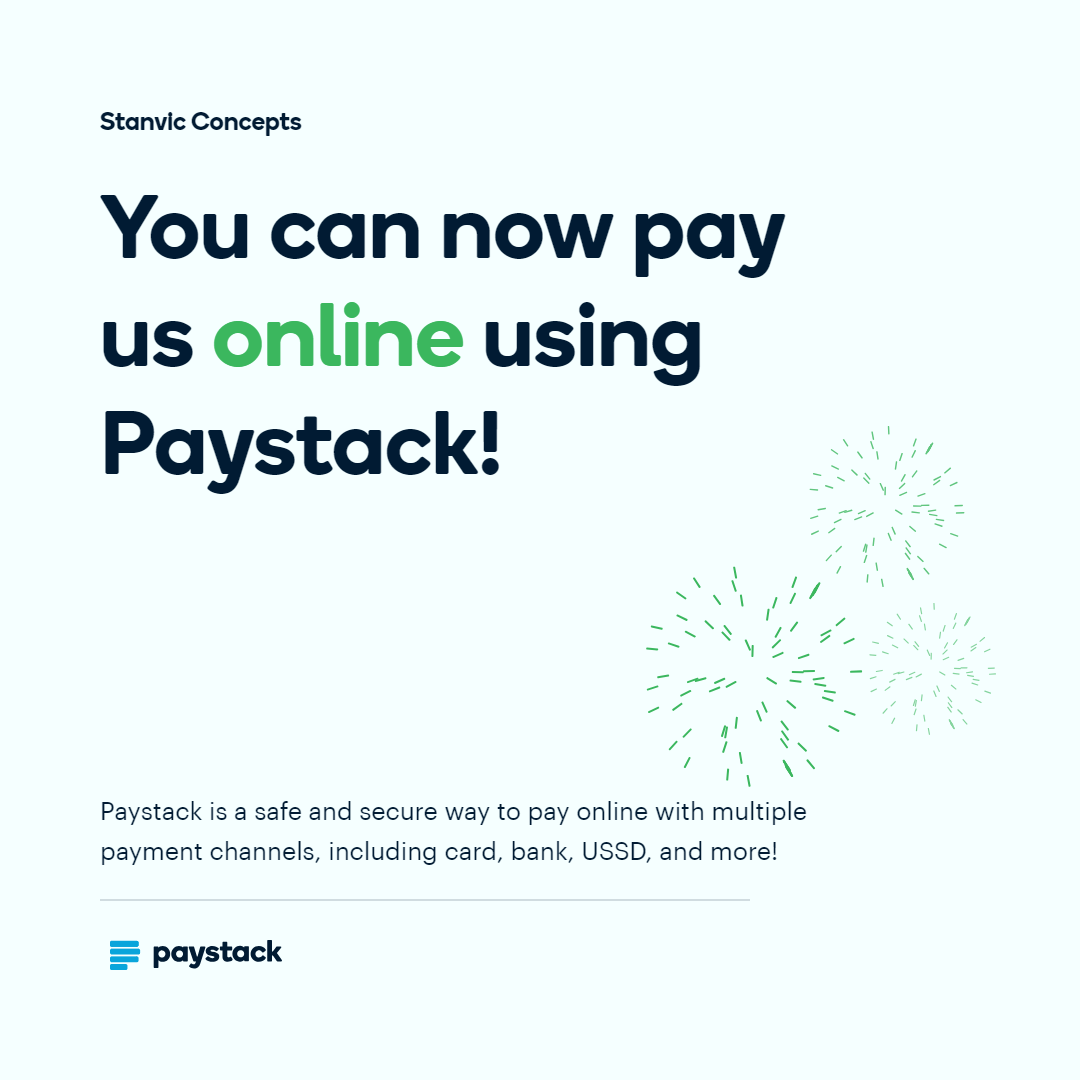 Stanvic Concepts
You can now pay
us online using
Paystack!
Paystack is a safe and secure way to pay online with multiple
payment channels, including card, bank, USSD, and more!
paystack